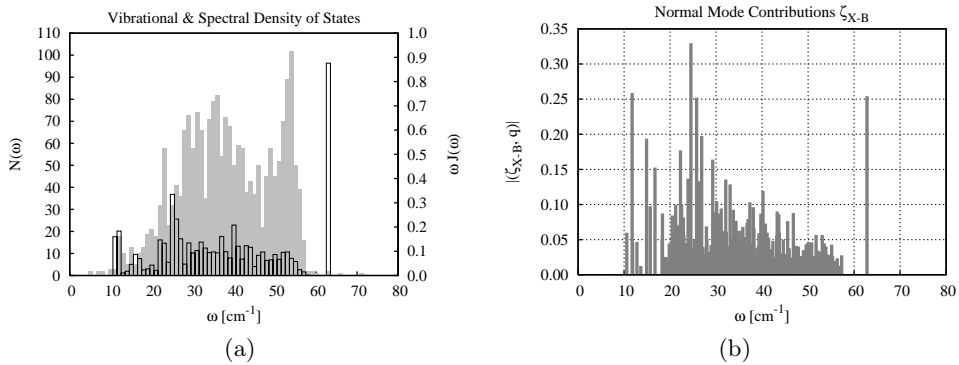 Vibrational & Spectral Density of States
110
100
90
80
70
60
50
40
30
20
10
0
N(ω)
1.0
0.9
0.8
0.7
0.6
0.5
0.4
0.3
0.2
0.1
0.0
ω J(ω)
0 10 20 30 40 50 60 70 80
ω [cm⁻¹]
(a)
Normal Mode Contributions ζX-B
0.35
0.30
0.25
0.20
0.15
0.10
0.05
0.00
|(ζX-B, q)|
0 10 20 30 40 50 60 70 80
ω [cm⁻¹]
(b)